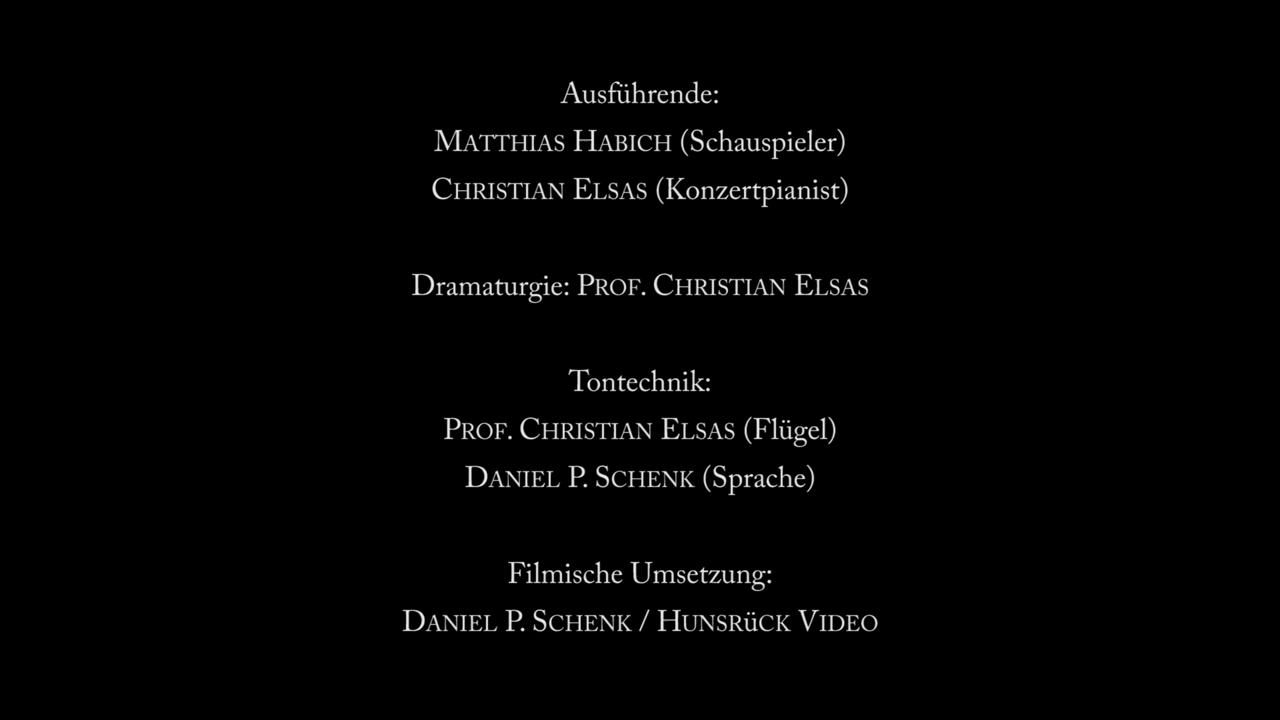 Ausführende:
MATTHIAS HABICH (Schauspieler)
CHRISTIAN ELSAS (Konzertpianist)
Dramaturgie: PROF. CHRISTIAN ELSAS
Tontechnik:
PROF. CHRISTIAN ELSAS (Flügel)
DANIEL P. SCHENK (Sprache)
Filmische Umsetzung:
DANIEL P. SCHENK / HUNSRüCK VIDEO